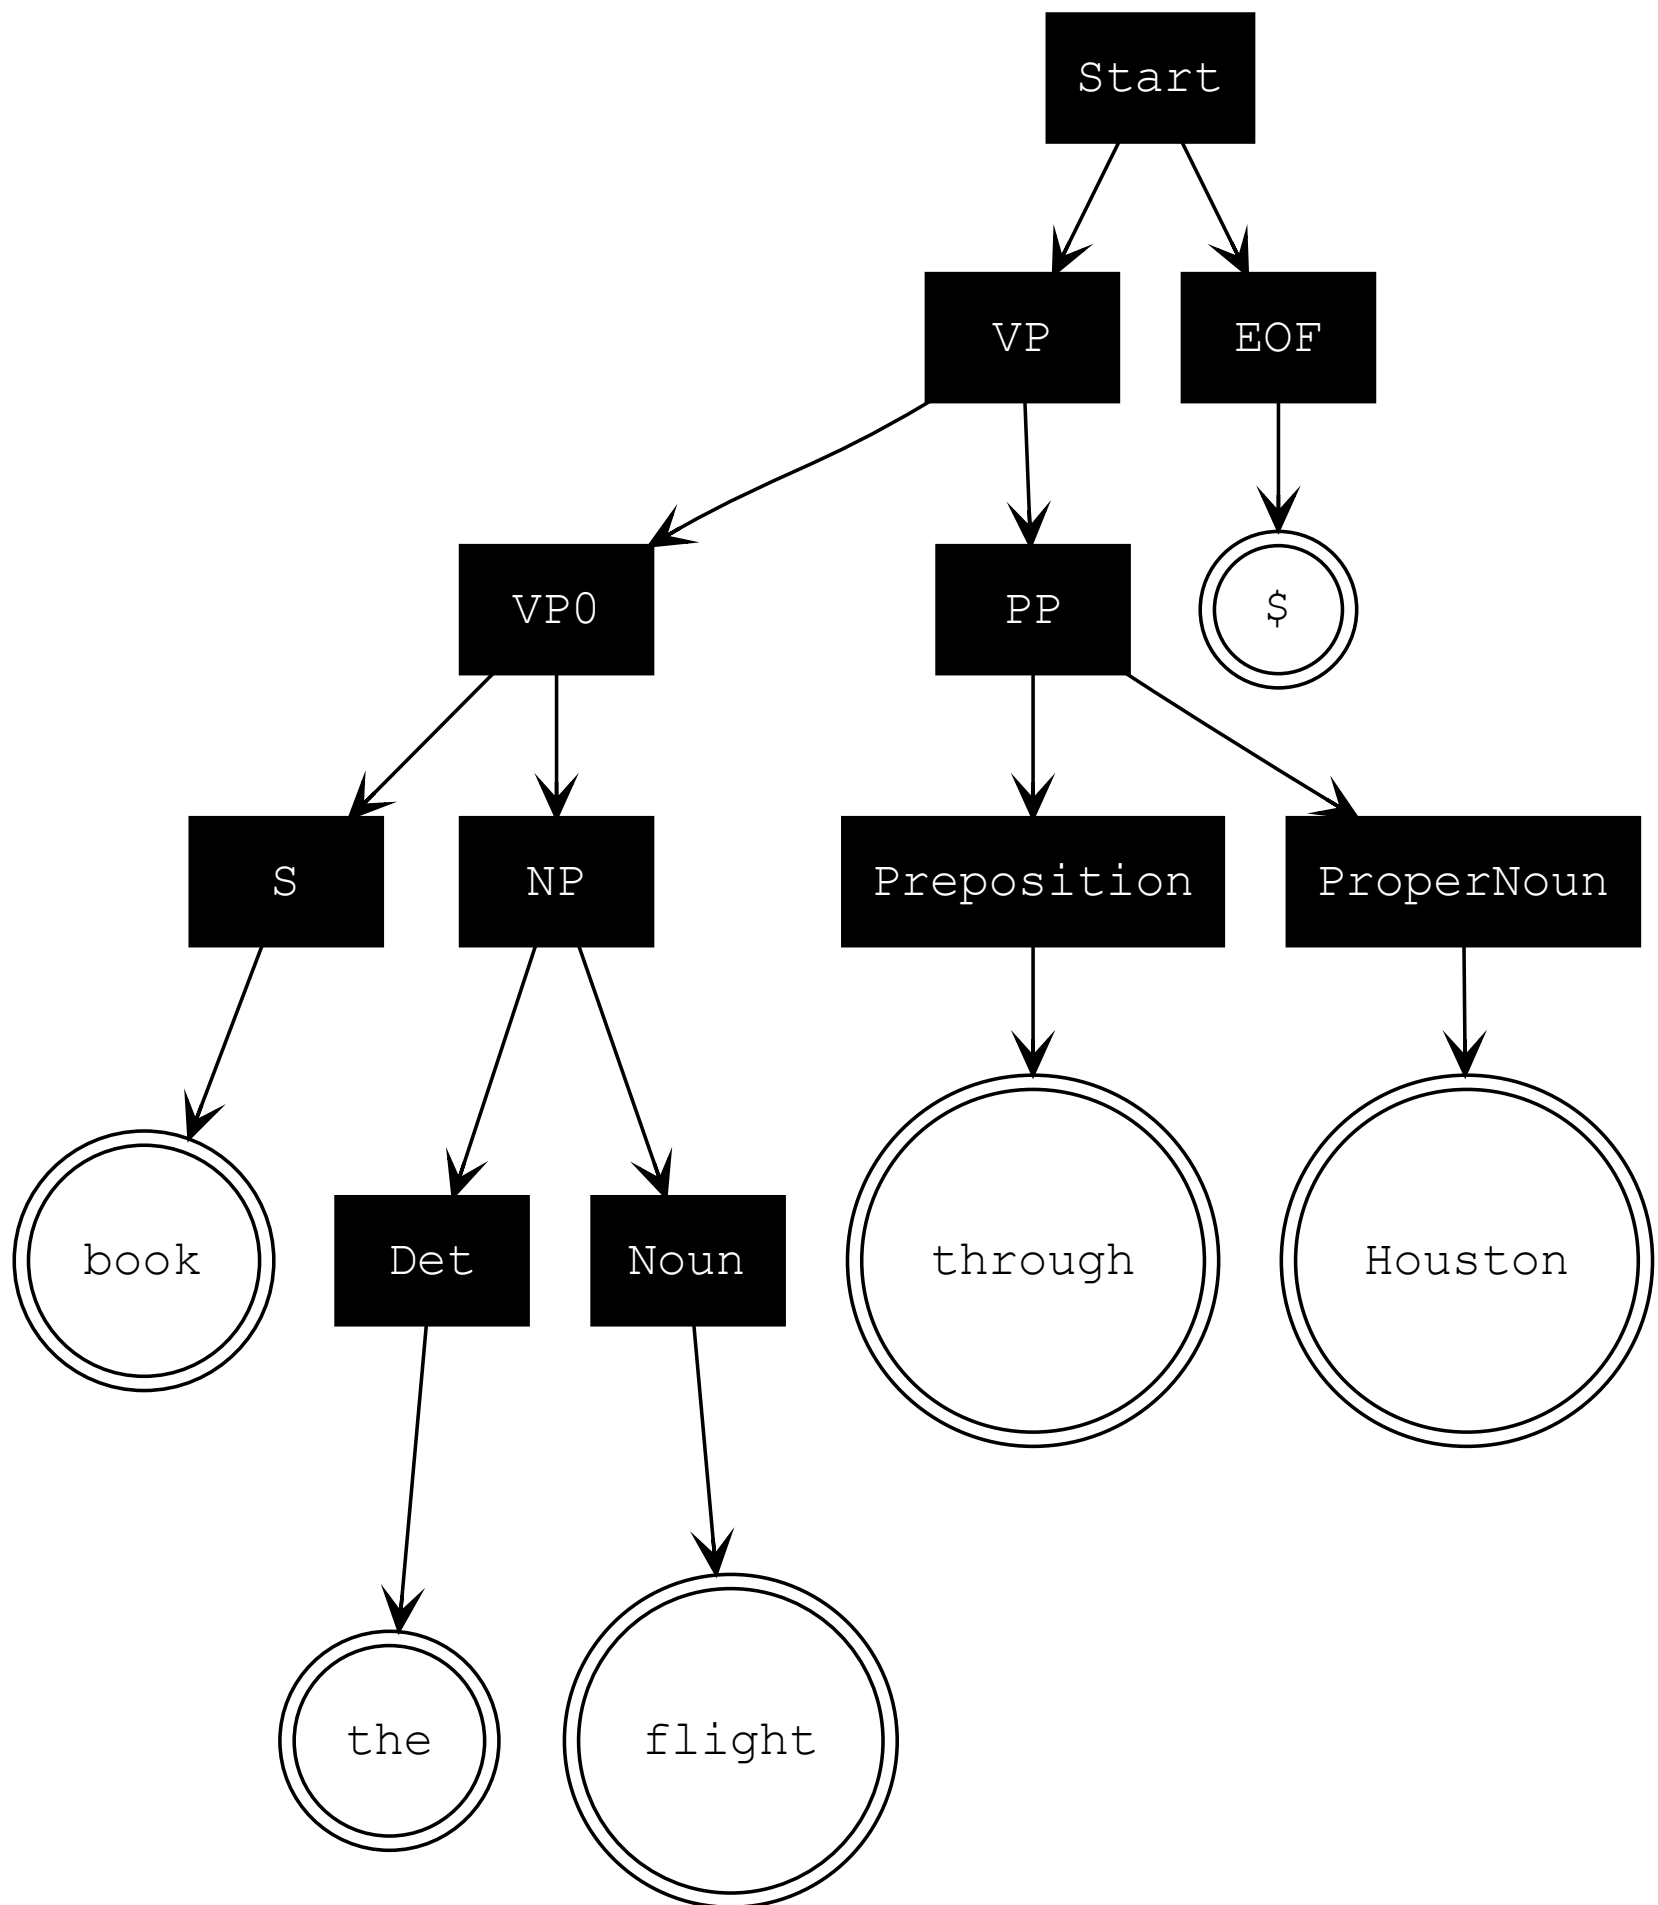 Start
VP
EOF
VP0
PP
$
S
NP
Preposition
ProperNoun
book
Det
Noun
through
Houston
the
flight